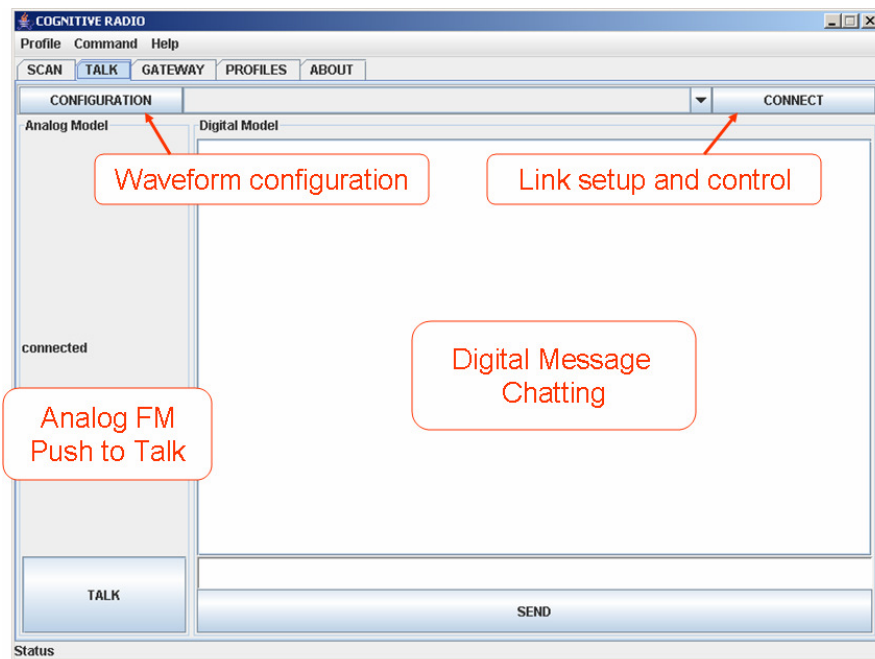 COGNITIVE RADIO
Profile Command Help
SCAN TALK GATEWAY PROFILES ABOUT
CONFIGURATION CONNECT
Analog Model Digital Model
Waveform configuration Link setup and control
connected
Digital Message
Chatting
Analog FM
Push to Talk
TALK
SEND
Status